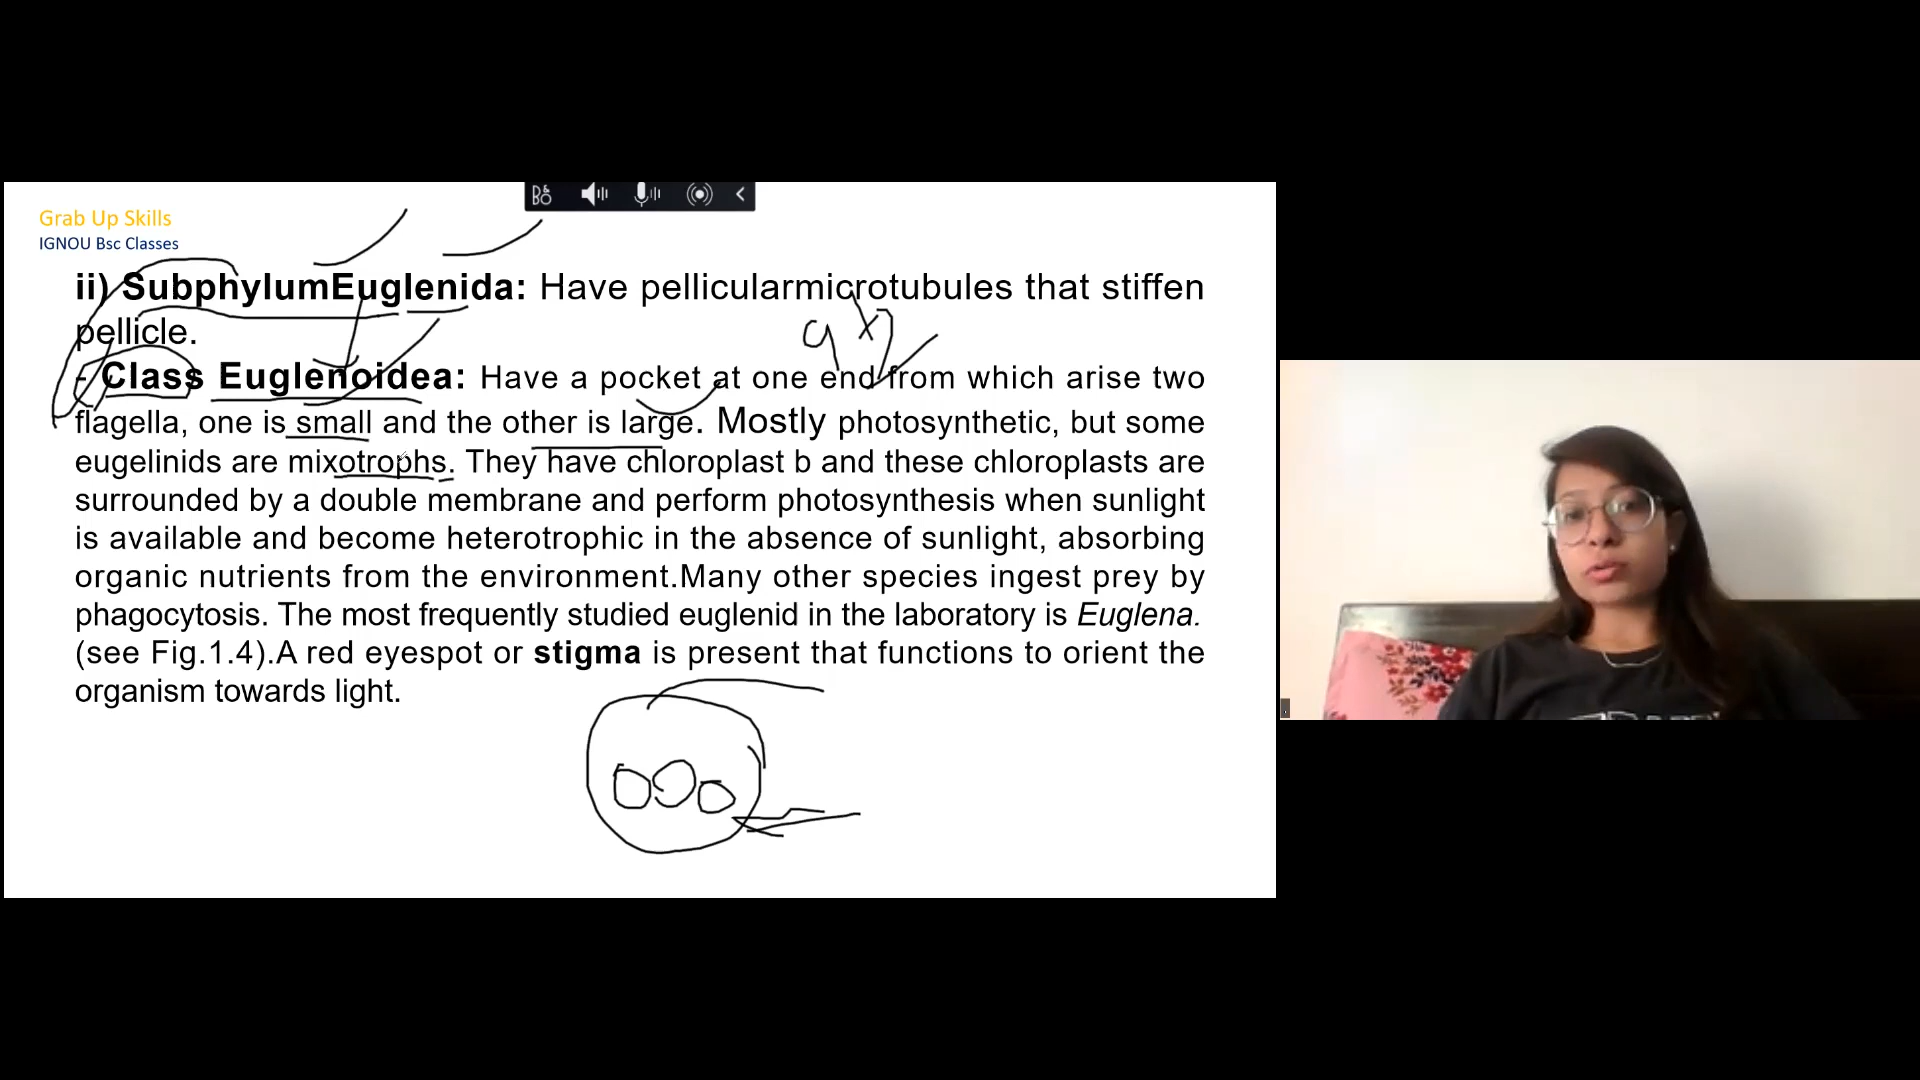 Grab Up Skills
IGNOU Bsc Classes
ii) SubphylumEuglenida: Have pellicularmicrotubules that stiffen
pellicle.
- Class Euglenoidea: Have a pocket at one end from which arise two
flagella, one is small and the other is large. Mostly photosynthetic, but some
eugelinids are mixotrophs. They have chloroplast b and these chloroplasts are
surrounded by a double membrane and perform photosynthesis when sunlight
is available and become heterotrophic in the absence of sunlight, absorbing
organic nutrients from the environment.Many other species ingest prey by
phagocytosis. The most frequently studied euglenid in the laboratory is Euglena.
(see Fig.1.4).A red eyespot or stigma is present that functions to orient the
organism towards light.